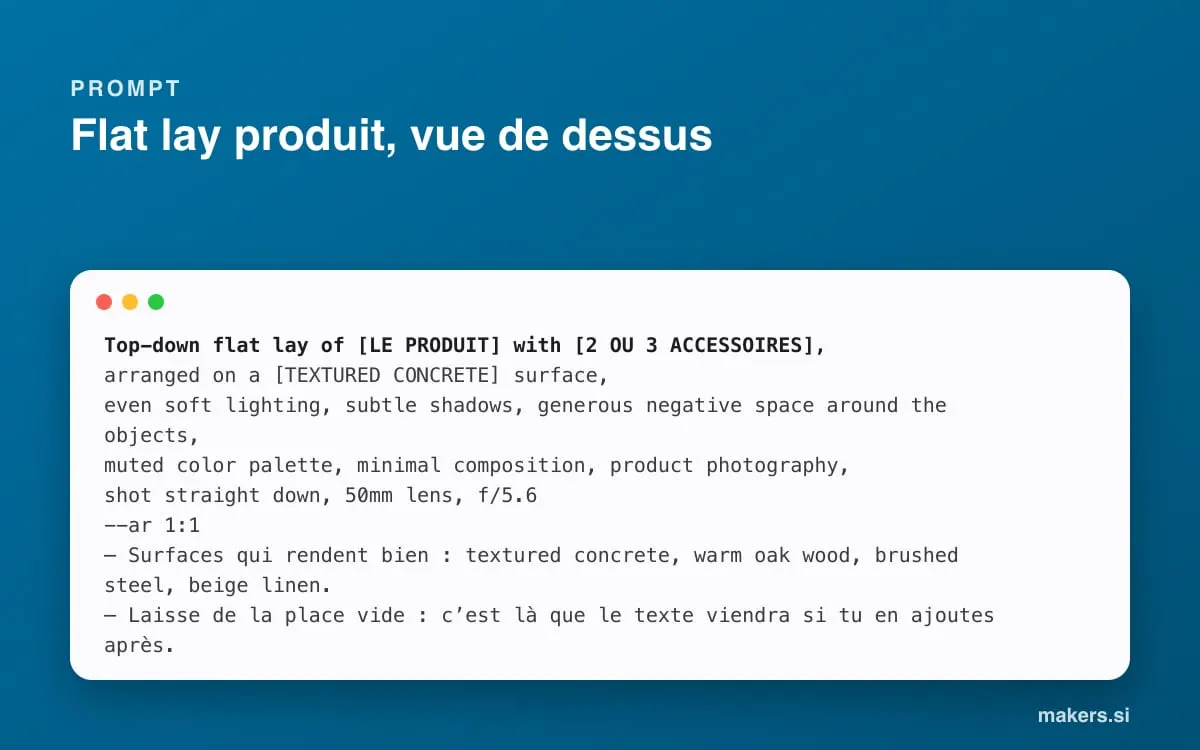 PROMPT
Flat lay produit, vue de dessus
Top-down flat lay of [LE PRODUIT] with [2 OU 3 ACCESSOIRES],
arranged on a [TEXTURED CONCRETE] surface,
even soft lighting, subtle shadows, generous negative space around the
objects,
muted color palette, minimal composition, product photography,
shot straight down, 50mm lens, f/5.6
--ar 1:1
— Surfaces qui rendent bien : textured concrete, warm oak wood, brushed
steel, beige linen.
— Laisse de la place vide : c’est là que le texte viendra si tu en ajoutes
après.
makers.si